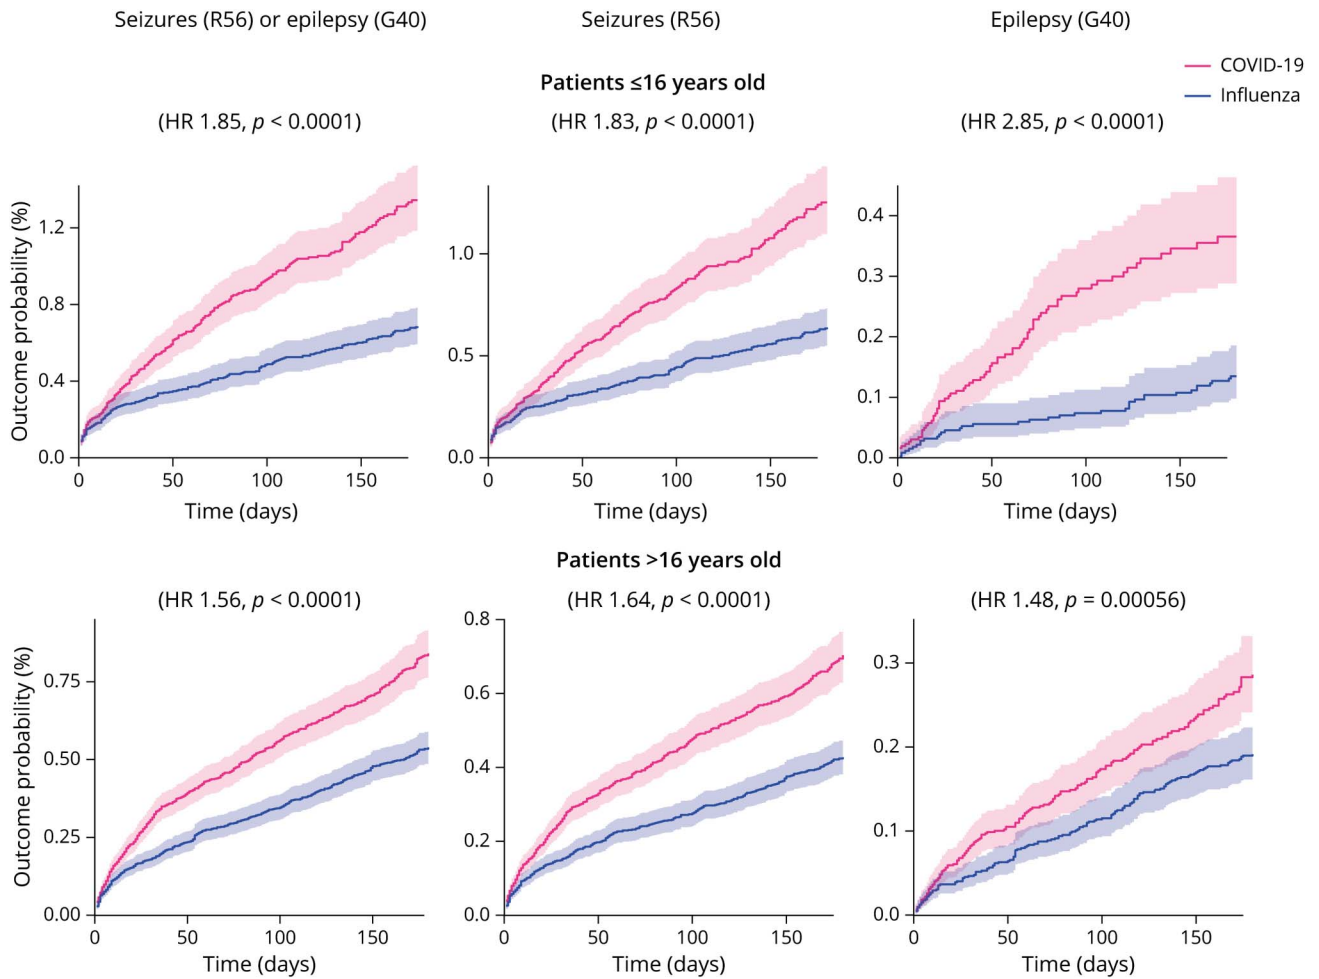 Seizures (R56) or epilepsy (G40)
Seizures (R56)
Epilepsy (G40)
COVID-19
Influenza
Patients ≤16 years old
(HR 1.85, p < 0.0001)
(HR 1.83, p < 0.0001)
(HR 2.85, p < 0.0001)
Outcome probability (%)
1.2
0.8
0.4
0.0
0
50
100
150
Time (days)
1.0
0.5
0.0
0
50
100
150
Time (days)
0.4
0.3
0.2
0.1
0.0
0
50
100
150
Time (days)
Patients >16 years old
(HR 1.56, p < 0.0001)
(HR 1.64, p < 0.0001)
(HR 1.48, p = 0.00056)
Outcome probability (%)
0.75
0.50
0.25
0.00
0
50
100
150
Time (days)
0.8
0.6
0.4
0.2
0.0
0
50
100
150
Time (days)
0.3
0.2
0.1
0.0
0
50
100
150
Time (days)